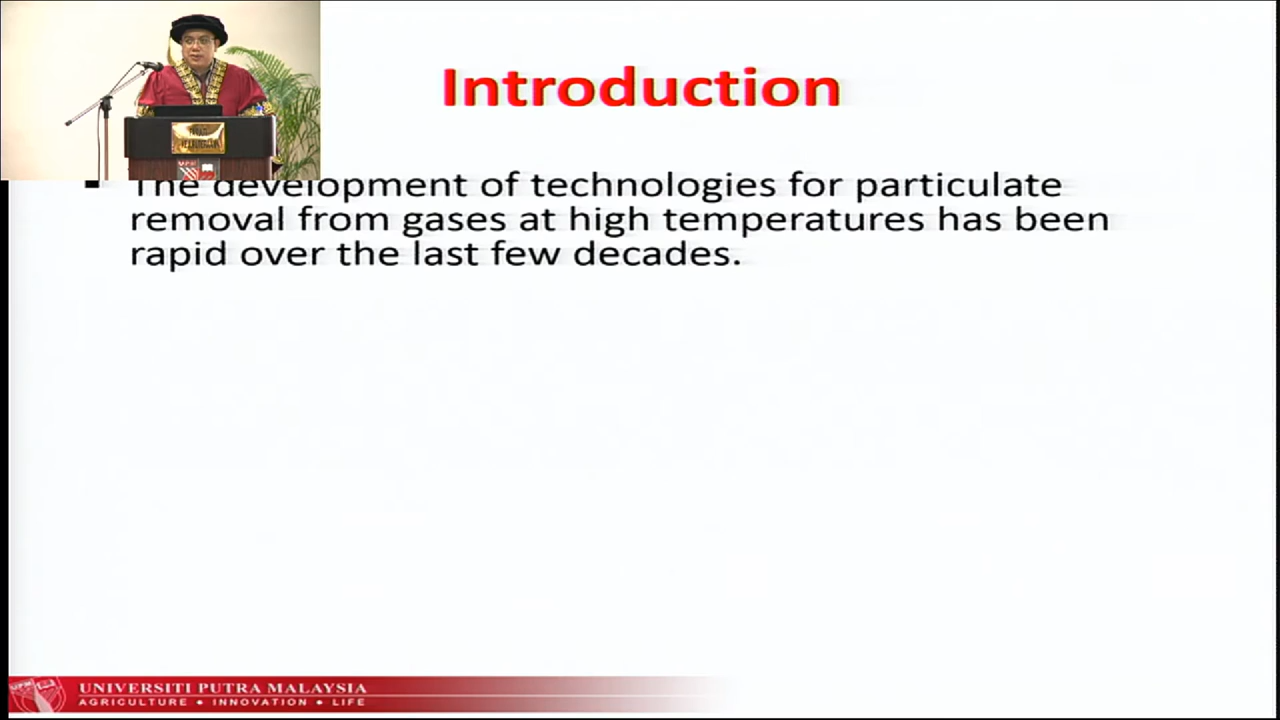 Introduction
The development of technologies for particulate
removal from gases at high temperatures has been
rapid over the last few decades.
UPM
UNIVERSITI PUTRA MALAYSIA
AGRICULTURE • INNOVATION • LIFE